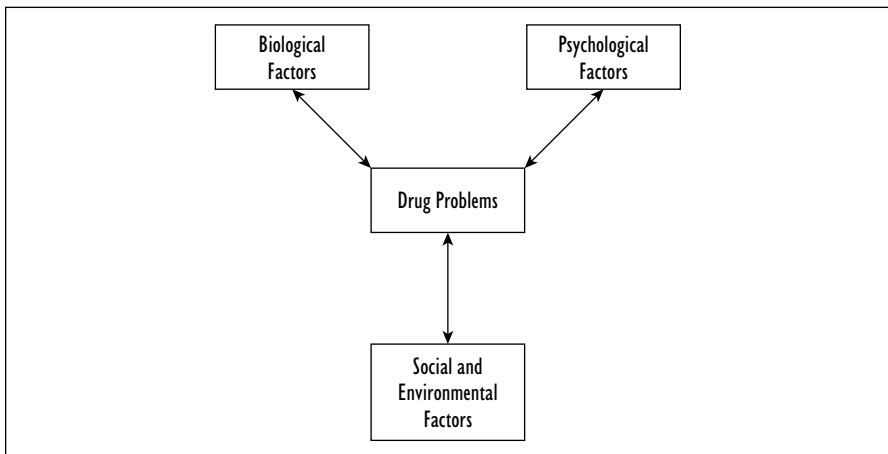 Biological
Factors
Psychological
Factors
Drug Problems
Social and
Environmental
Factors